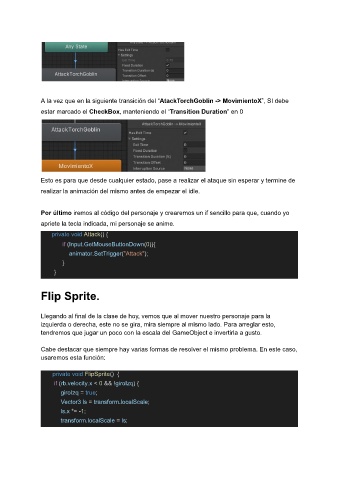 Any State
AttackTorchGoblin
Has Exit Time
Settings
Exit Time
Fixed Duration
Transition Duration (s)
Transition Offset
A la vez que en la siguiente transición del "AtackTorchGoblin -> MovimientoX", SI debe
estar marcado el CheckBox, manteniendo el "Transition Duration" en 0
AttackTorchGoblin
MovimientoX
AttackTorchGoblin -> MovimientoX
Has Exit Time
Settings
Exit Time
Fixed Duration
Transition Duration (%) 0
Transition Offset 0
Interruption Source
Esto es para que desde cualquier estado, pase a realizar el ataque sin esperar y termine de
realizar la animación del mismo antes de empezar el idle.
Por último iremos al código del personaje y crearemos un if sencillo para que, cuando yo
apriete la tecla indicada, mi personaje se anime.
private void Attack() {
if (Input.GetMouseButtonDown(0)){
animator.SetTrigger("Attack");
}
}
Flip Sprite.
Llegando al final de la clase de hoy, vemos que al mover nuestro personaje para la
izquierda o derecha, este no se gira, mira siempre al mismo lado. Para arreglar esto,
tendremos que jugar un poco con la escala del GameObject e invertirla a gusto.
Cabe destacar que siempre hay varias formas de resolver el mismo problema. En este caso,
usaremos esta función:
private void FlipSprite() {
if (rb.velocity.x < 0 && !giroIzq) {
giroIzq = true;
Vector3 ls = transform.localScale;
ls.x *= -1;
transform.localScale = ls;